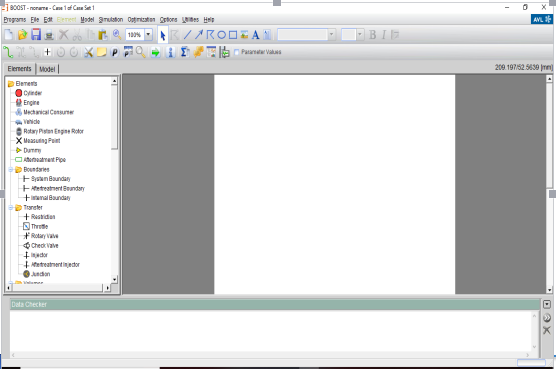 BOOST - noname - Case 1 of Case Set 1
Programs File Edit Element Model Simulation Optimization Options Utilities Help
AVL
100%
B I
Parameter Values
Elements Model
209.197/52.5639 [mm]
Elements
Cylinder
Engine
Mechanical Consumer
Vehicle
Rotary Piston Engine Rotor
Measuring Point
Dummy
Aftertreatment Pipe
Boundaries
System Boundary
Aftertreatment Boundary
Internal Boundary
Transfer
Restriction
Throttle
Rotary Valve
Check Valve
Injector
Aftertreatment Injector
Junction
Volumes
Data Checker